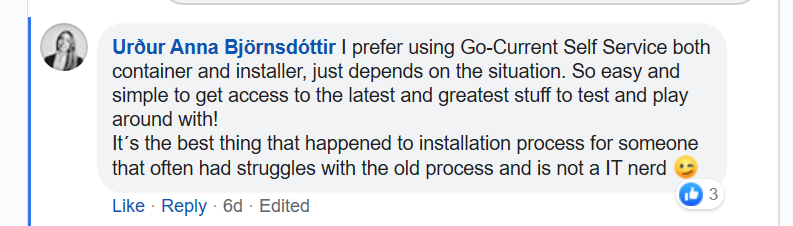 Urður Anna Björnsdóttir I prefer using Go-Current Self Service both
container and installer, just depends on the situation. So easy and
simple to get access to the latest and greatest stuff to test and play
around with!
It´s the best thing that happened to installation process for someone
that often had struggles with the old process and is not a IT nerd 😉
3
Like · Reply · 6d · Edited